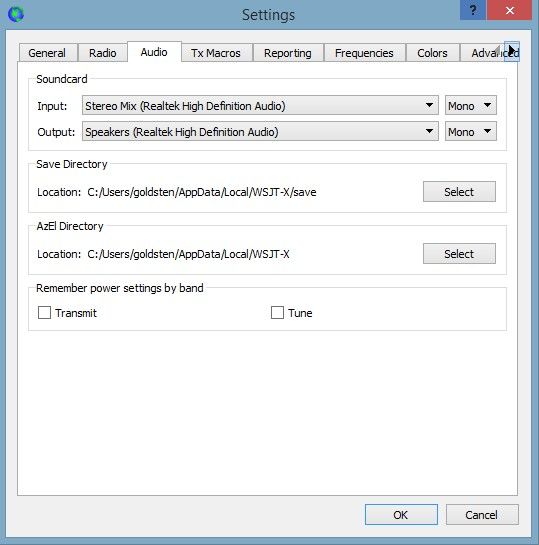 Settings
?
General Radio Audio Tx Macros Reporting Frequencies Colors Advanced
Soundcard
Input: Stereo Mix (Realtek High Definition Audio) Mono
Output: Speakers (Realtek High Definition Audio) Mono
Save Directory
Location: C:/Users/goldsten/AppData/Local/WSJT-X/save Select
AzEl Directory
Location: C:/Users/goldsten/AppData/Local/WSJT-X Select
Remember power settings by band
Transmit Tune
OK Cancel